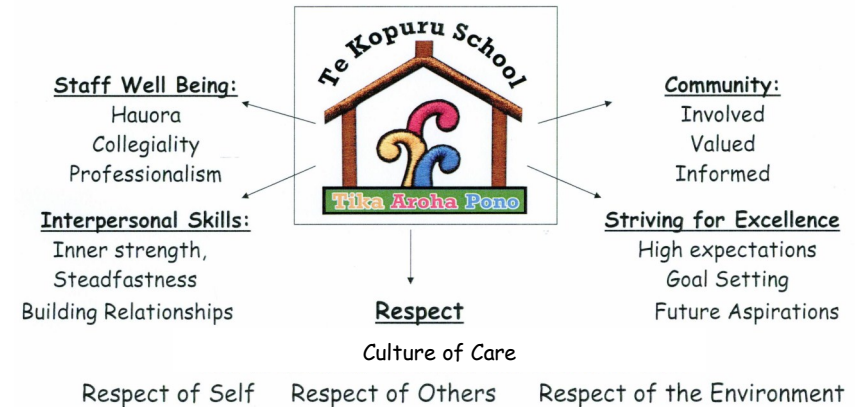 Te Kopuru School
Tika Aroha Pono
Staff Well Being:
Hauora
Collegiality
Professionalism
Interpersonal Skills:
Inner strength,
Steadfastness
Building Relationships
Community:
Involved
Valued
Informed
Striving for Excellence
High expectations
Goal Setting
Future Aspirations
Respect
Culture of Care
Respect of Self Respect of Others Respect of the Environment